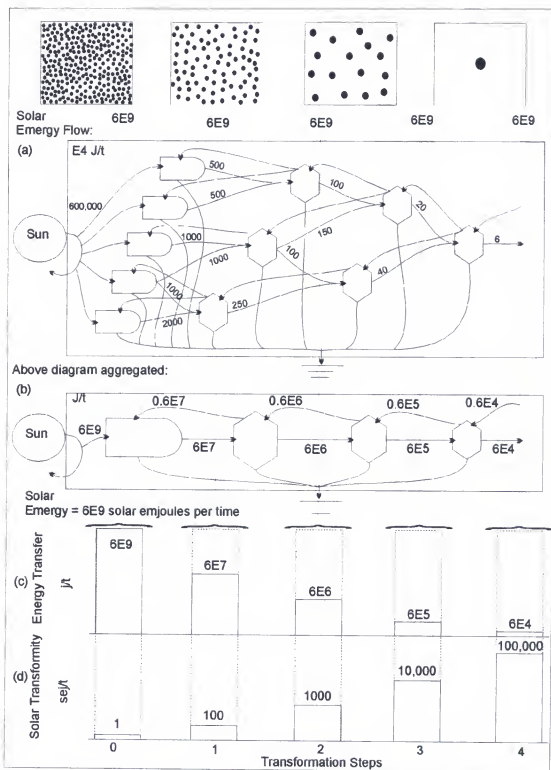 Solar 6E9 6E9 6E9 6E9 6E9
Emergy Flow:
(a) E4 J/t
600,000
Sun
500
500
1000
1000
1000
2000
100
150
100
250
20
40
6
Above diagram aggregated:
(b) J/t
0.6E7 0.6E6 0.6E5 0.6E4
Sun
6E9 6E7 6E6 6E5 6E4
Solar
Emergy = 6E9 solar emjoules per time
(c) Energy Transfer
j/t
6E9 6E7 6E6 6E5 6E4
(d) Solar Transformity
sej/t
1 100 1000 10,000 100,000
0 1 2 3 4
Transformation Steps